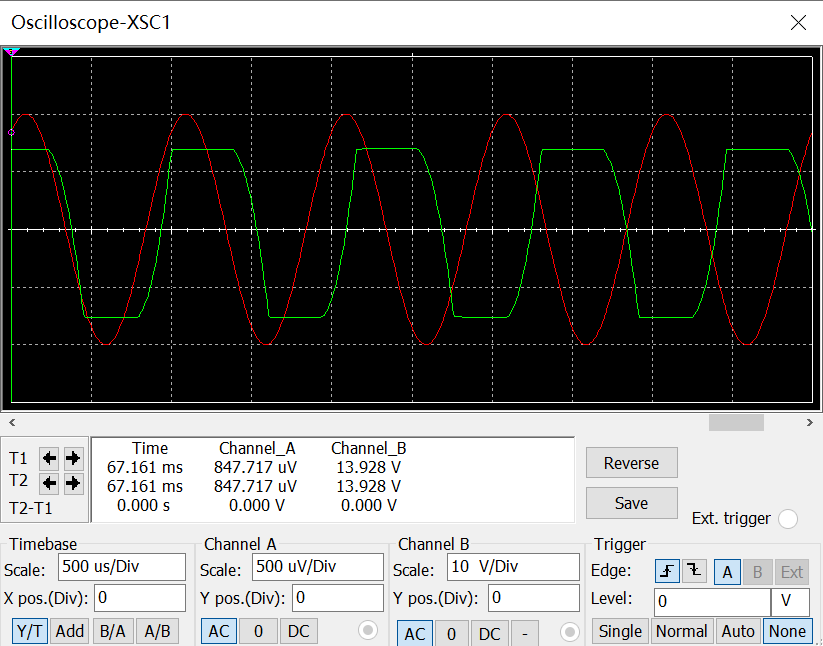 Oscilloscope-XSC1
Time Channel_A Channel_B
T1 67.161 ms 847.717 uV 13.928 V
T2 67.161 ms 847.717 uV 13.928 V
T2-T1 0.000 s 0.000 V 0.000 V
Reverse
Save
Ext. trigger
Timebase
Scale: 500 us/Div
X pos.(Div): 0
Y/T Add B/A A/B
Channel A
Scale: 500 uV/Div
Y pos.(Div): 0
AC 0 DC
Channel B
Scale: 10 V/Div
Y pos.(Div): 0
AC 0 DC -
Trigger
Edge: A B Ext
Level: 0 V
Single Normal Auto None